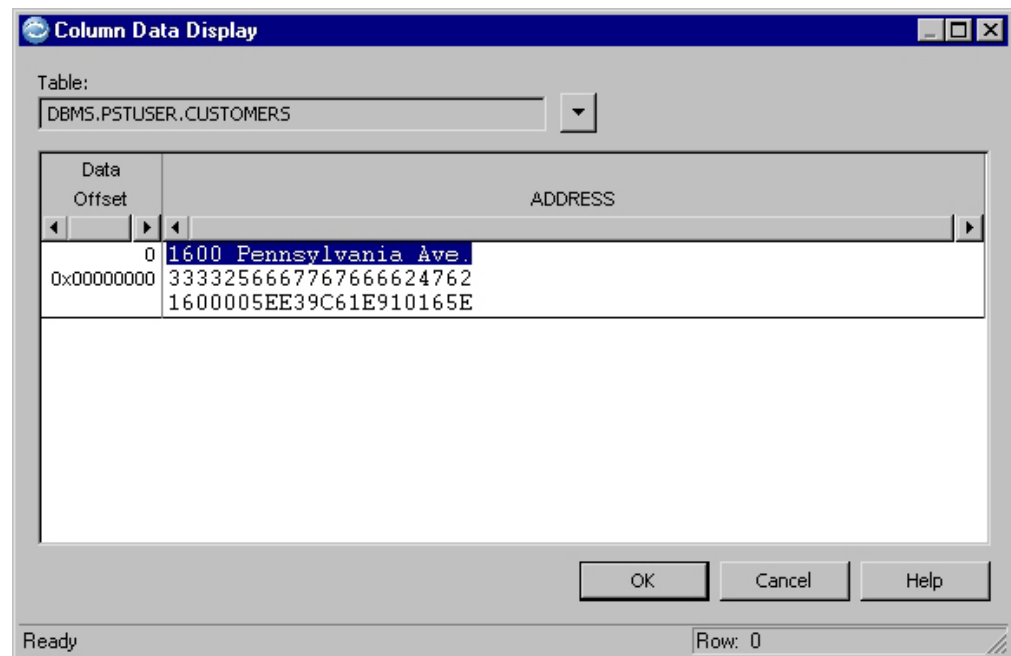 Column Data Display
Table:
DBMS.PSTUSER.CUSTOMERS
Data
Offset
ADDRESS
0 1600 Pennsylvania Ave.
0x00000000 3333256667767666624762
1600005EE39C61E910165E
OK Cancel Help
Ready Row: 0